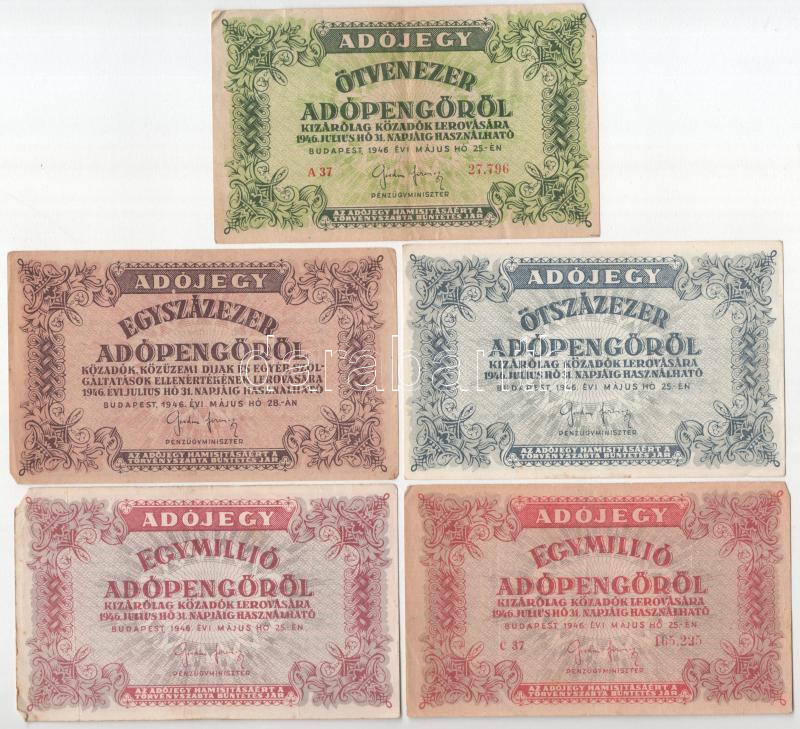 ADÓJEGY
ÖTVENEZER
ADÓPENGŐRŐL
KIZÁRÓLAG KÖZADÓK LEROVÁSÁRA
1946. JULIUS HÓ 31. NAPJÁIG HASZNÁLHATÓ
BUDAPEST, 1946. ÉVI MÁJUS HÓ 25-ÉN
A 37 27.796
PÉNZÜGYMINISZTER
AZ ADÓJEGY HAMISITÁSÁÉRT A
TÖRVÉNYSZABTA BÜNTETÉS JÁR
ADÓJEGY
EGYSZÁZEZER
ADÓPENGŐRŐL
KÖZADÓK, KÖZÜZEMI DIJAK ÉS EGYÉB SZOL-
GÁLTATÁSOK ELLENÉRTÉKÉNEK LEROVÁSÁRA
1946. ÉVI JULIUS HÓ 31. NAPJÁIG HASZNÁLHATÓ
BUDAPEST, 1946. ÉVI MÁJUS HÓ 28-ÁN
PÉNZÜGYMINISZTER
AZ ADÓJEGY HAMISITÁSÁÉRT A
TÖRVÉNYSZABTA BÜNTETÉS JÁR
ADÓJEGY
ÖTSZÁZEZER
ADÓPENGŐRŐL
KIZÁRÓLAG KÖZADÓK LEROVÁSÁRA
1946. JULIUS HÓ 31. NAPJÁIG HASZNÁLHATÓ
BUDAPEST, 1946. ÉVI MÁJUS HÓ 25-ÉN
PÉNZÜGYMINISZTER
AZ ADÓJEGY HAMISITÁSÁÉRT A
TÖRVÉNYSZABTA BÜNTETÉS JÁR
darabanth
ADÓJEGY
EGYMILLIÓ
ADÓPENGŐRŐL
KIZÁRÓLAG KÖZADÓK LEROVÁSÁRA
1946. JULIUS HÓ 31. NAPJÁIG HASZNÁLHATÓ
BUDAPEST, 1946. ÉVI MÁJUS HÓ 25-ÉN
PÉNZÜGYMINISZTER
AZ ADÓJEGY HAMISITÁSÁÉRT A
TÖRVÉNYSZABTA BÜNTETÉS JÁR
ADÓJEGY
EGYMILLIÓ
ADÓPENGŐRŐL
KIZÁRÓLAG KÖZADÓK LEROVÁSÁRA
1946. JULIUS HÓ 31. NAPJÁIG HASZNÁLHATÓ
BUDAPEST, 1946. ÉVI MÁJUS HÓ 25-ÉN
C 37 165.225
PÉNZÜGYMINISZTER
AZ ADÓJEGY HAMISITÁSÁÉRT A
TÖRVÉNYSZABTA BÜNTETÉS JÁR